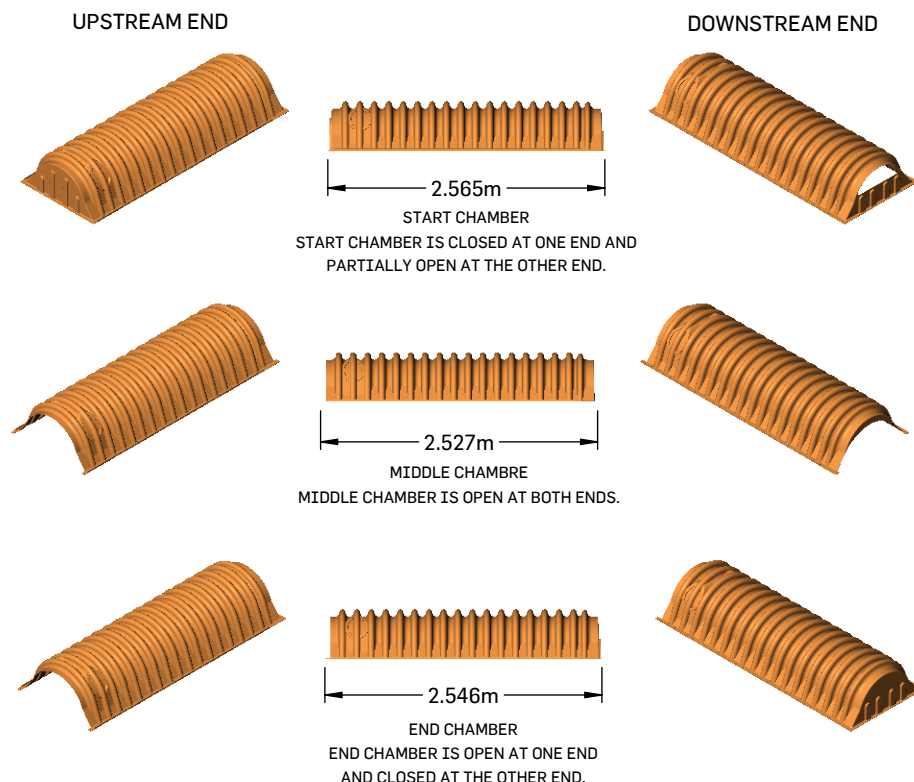 UPSTREAM END
DOWNSTREAM END
2.565m
START CHAMBER
START CHAMBER IS CLOSED AT ONE END AND
PARTIALLY OPEN AT THE OTHER END.
2.527m
MIDDLE CHAMBRE
MIDDLE CHAMBER IS OPEN AT BOTH ENDS.
2.546m
END CHAMBER
END CHAMBER IS OPEN AT ONE END
AND CLOSED AT THE OTHER END.